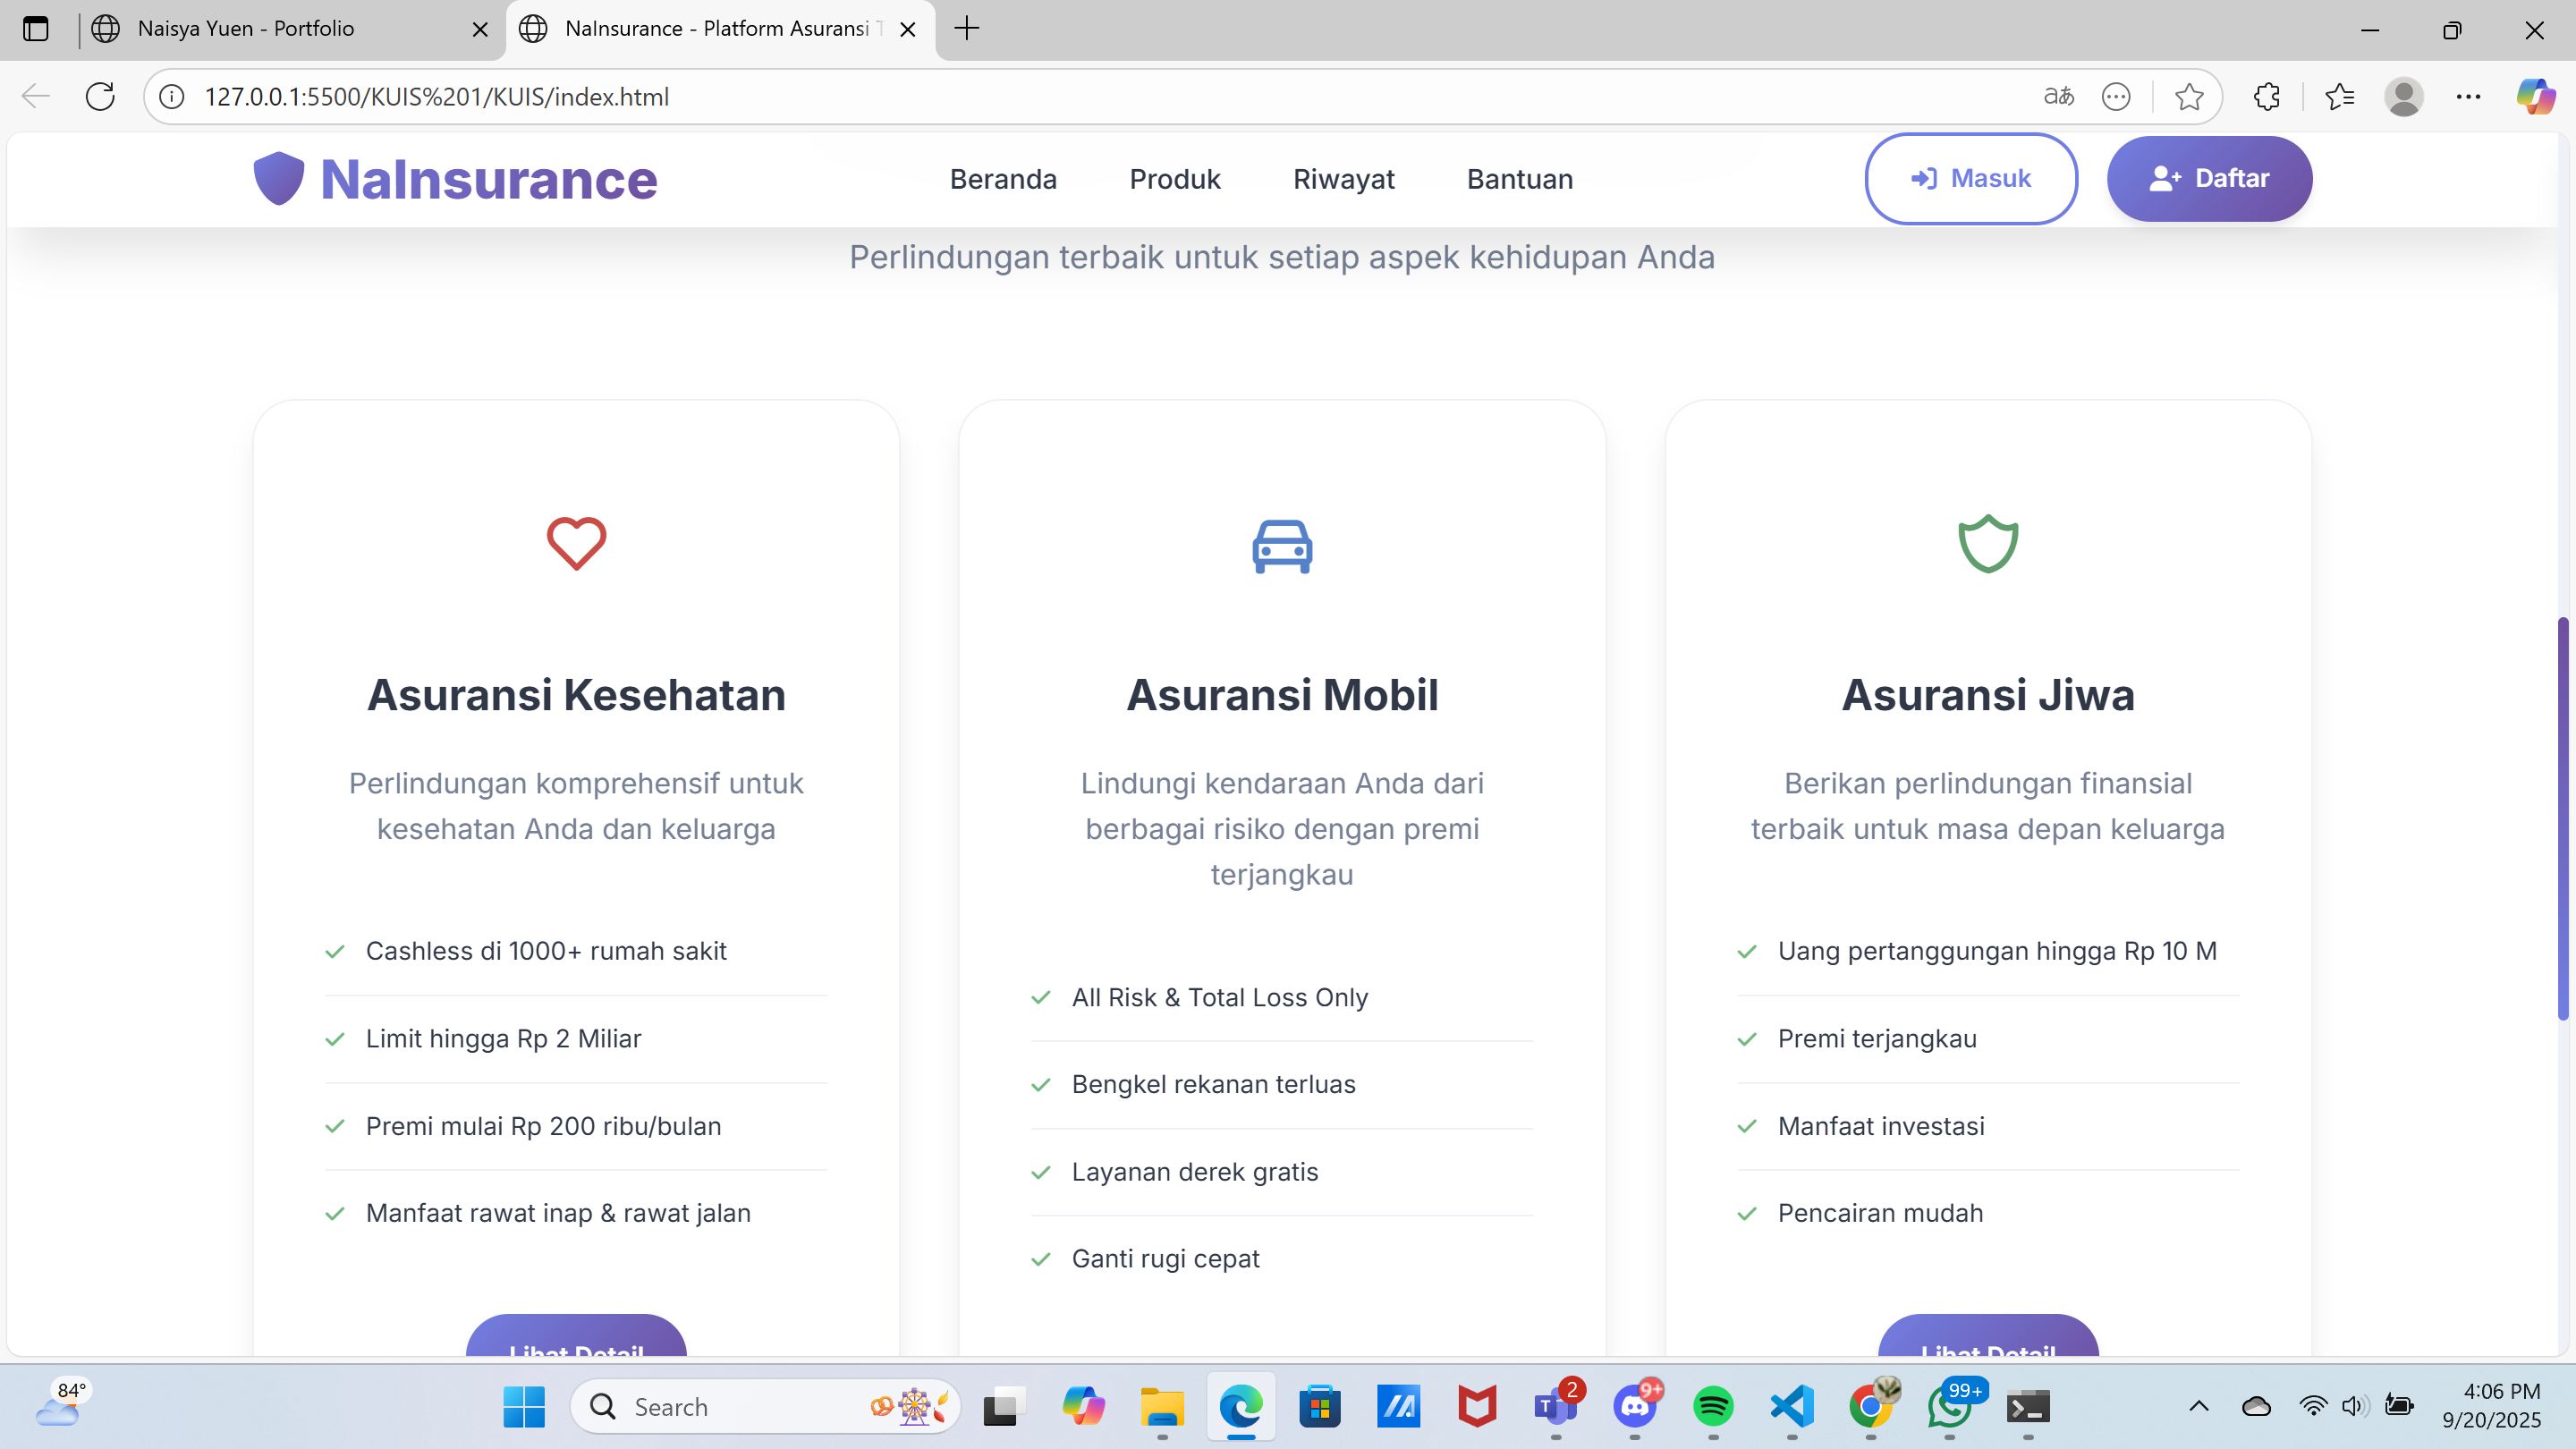 Naisya Yuen - Portfolio
NaInsurance - Platform Asuransi
127.0.0.1:5500/KUIS%201/KUIS/index.html
aあ
NaInsurance
Beranda
Produk
Riwayat
Bantuan
Masuk
Daftar
Perlindungan terbaik untuk setiap aspek kehidupan Anda
Asuransi Kesehatan
Perlindungan komprehensif untuk
kesehatan Anda dan keluarga
Cashless di 1000+ rumah sakit
Limit hingga Rp 2 Miliar
Premi mulai Rp 200 ribu/bulan
Manfaat rawat inap & rawat jalan
Lihat Detail
Asuransi Mobil
Lindungi kendaraan Anda dari
berbagai risiko dengan premi
terjangkau
All Risk & Total Loss Only
Bengkel rekanan terluas
Layanan derek gratis
Ganti rugi cepat
Asuransi Jiwa
Berikan perlindungan finansial
terbaik untuk masa depan keluarga
Uang pertanggungan hingga Rp 10 M
Premi terjangkau
Manfaat investasi
Pencairan mudah
Lihat Detail
84°
Search
2
9+
99+
4:06 PM
9/20/2025